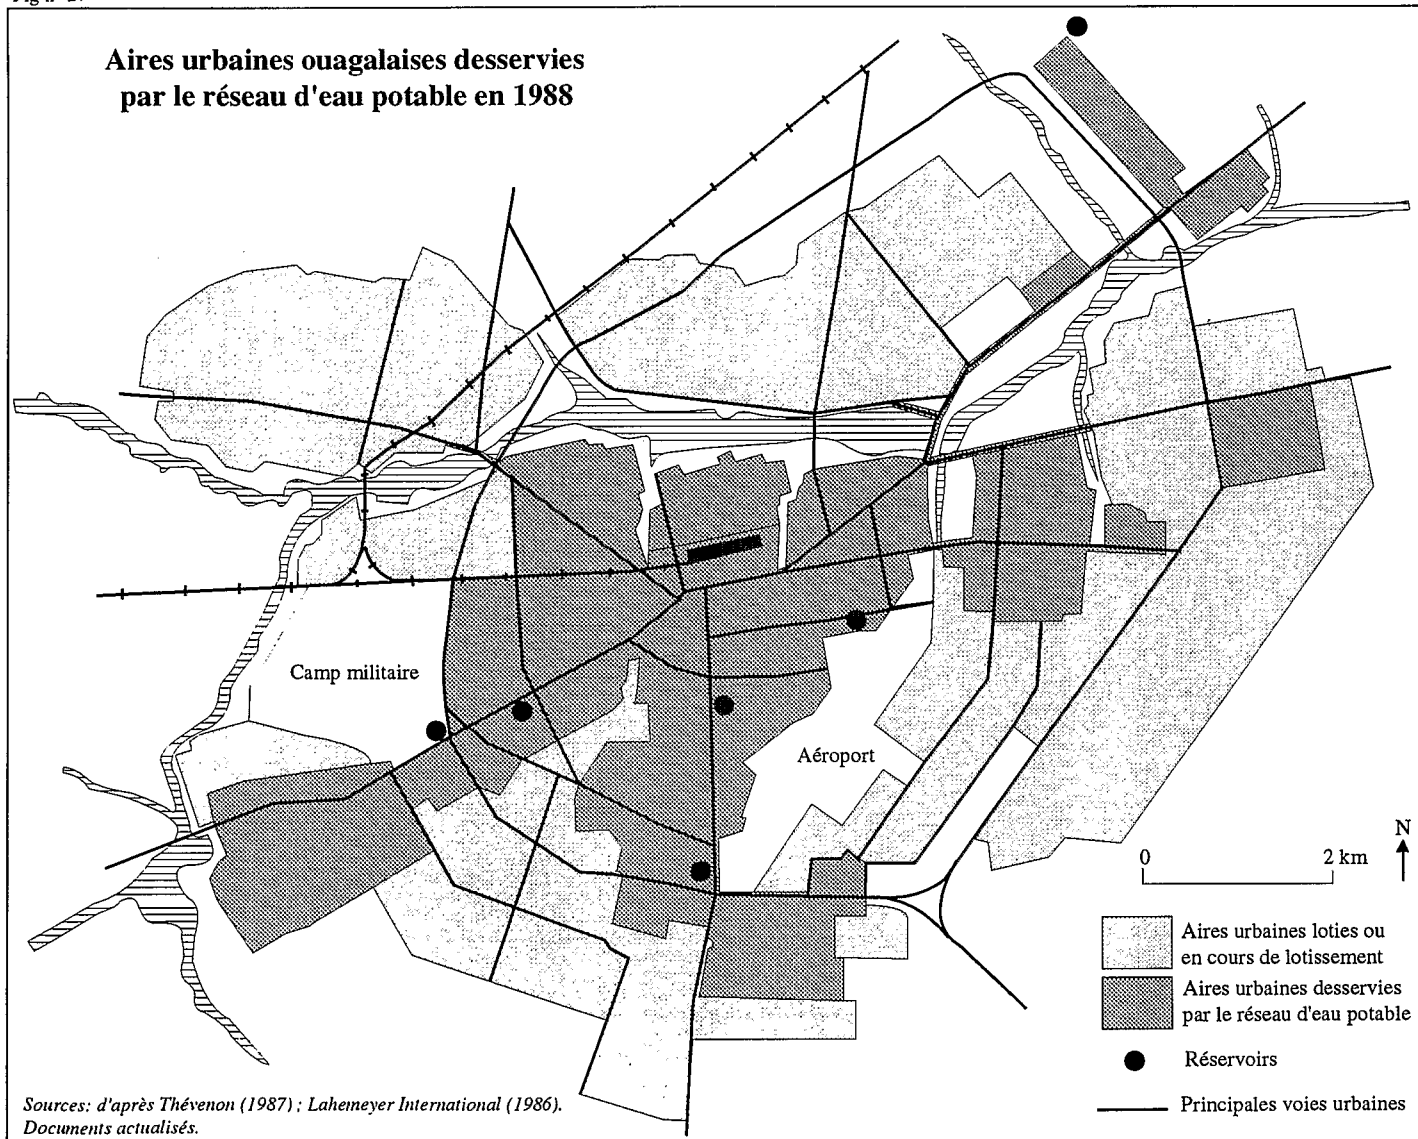 Aires urbaines ouagalaises desservies
par le réseau d'eau potable en 1988
Camp militaire
Aéroport
N
0 2 km
Aires urbaines loties ou
en cours de lotissement
Aires urbaines desservies
par le réseau d'eau potable
Réservoirs
Principales voies urbaines
Sources: d'après Thévenon (1987) ; Lahemeyer International (1986).
Documents actualisés.